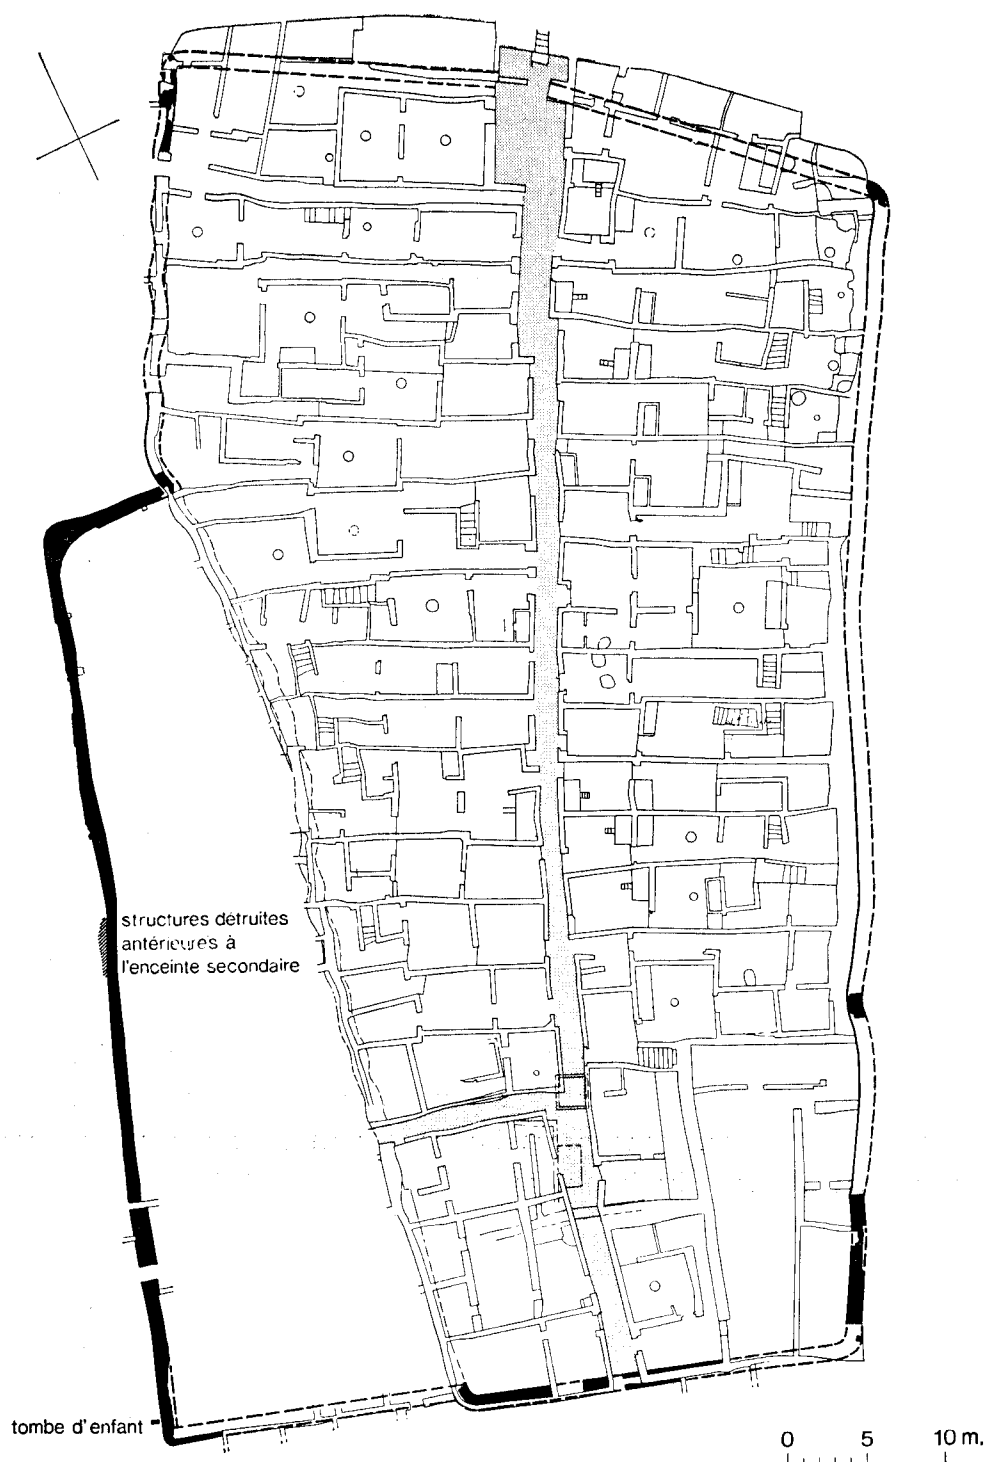 structures détruites
antérieures à
l'enceinte secondaire
tombe d'enfant
0 5 10 m.